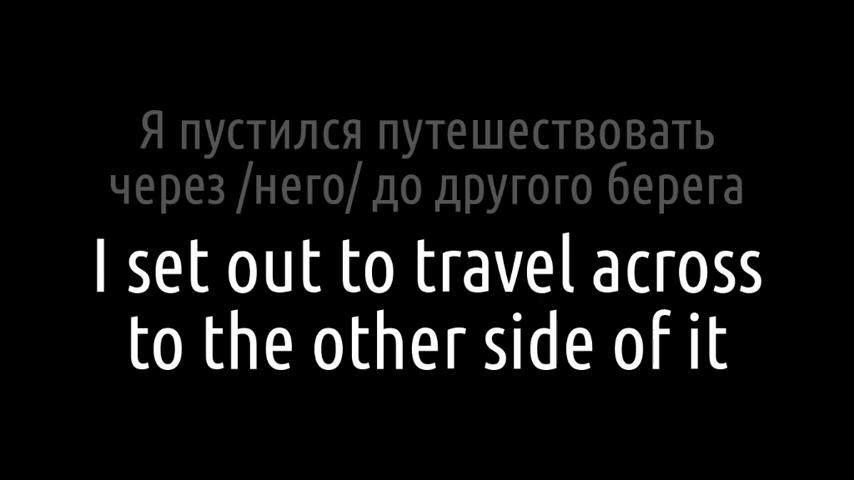 Я пустился путешествовать
через /него/ до другого берега
I set out to travel across
to the other side of it